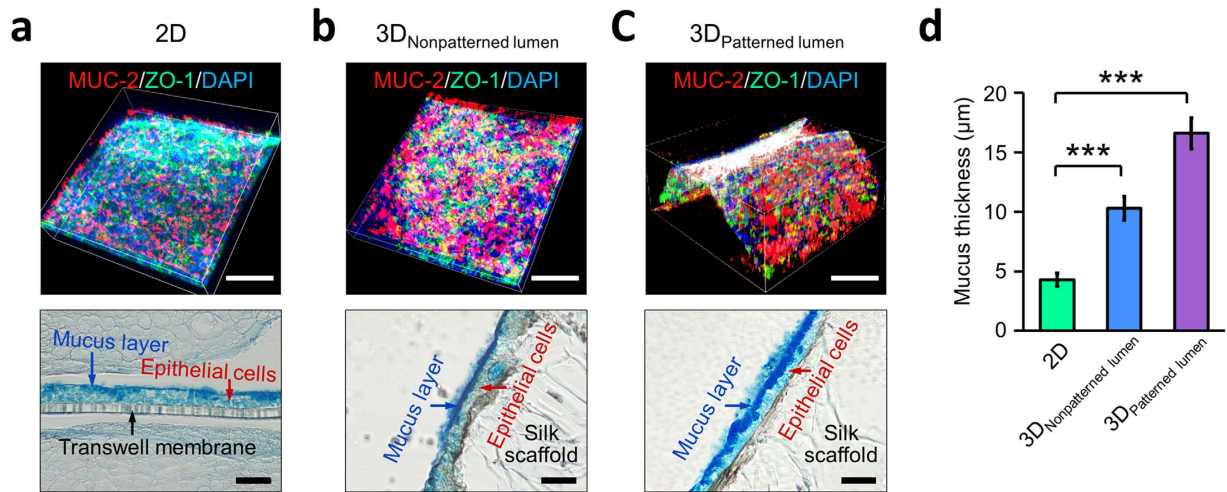 a
2D
MUC-2/ZO-1/DAPI
Mucus layer
Epithelial cells
Transwell membrane
b
3DNonpatterned lumen
MUC-2/ZO-1/DAPI
Mucus layer
Epithelial cells
Silk
scaffold
C
3DPatterned lumen
MUC-2/ZO-1/DAPI
Mucus layer
Epithelial cells
Silk
scaffold
d
Mucus thickness (μm)
20
15
10
5
0
***
***
2D
3DNonpatterned lumen
3DPatterned lumen